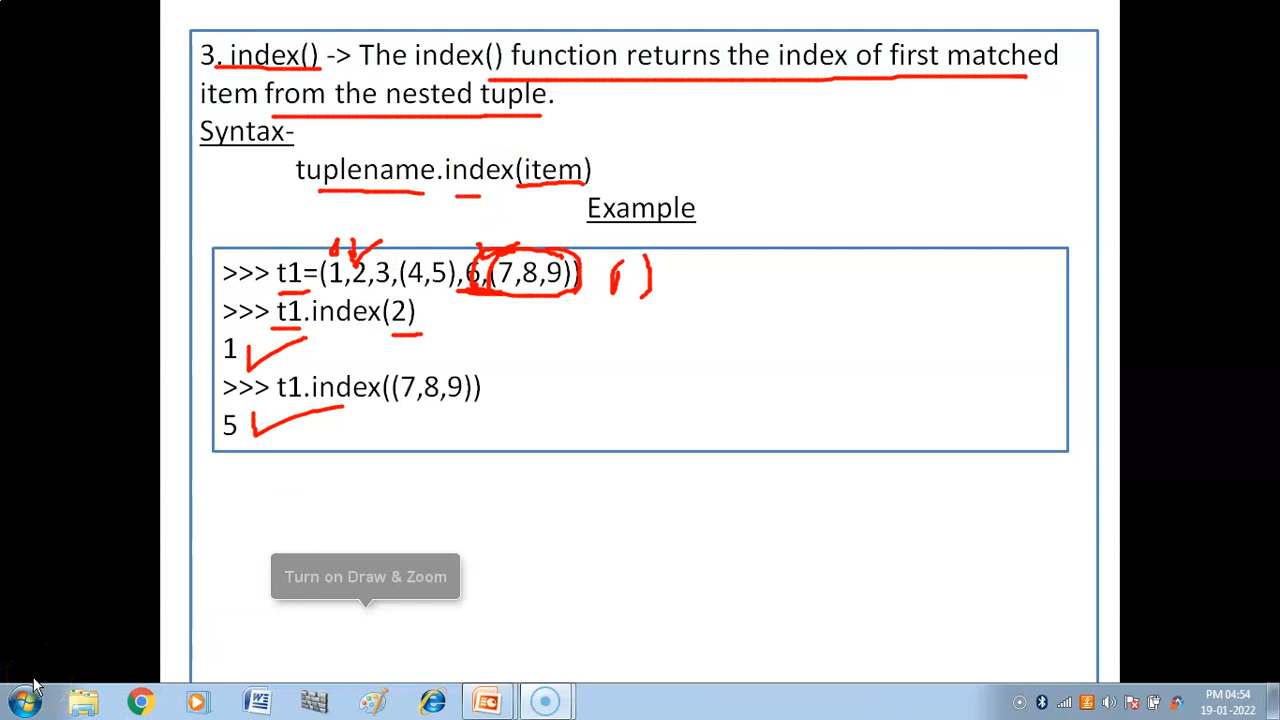 3. index() -> The index() function returns the index of first matched
item from the nested tuple.
Syntax-
tuplename.index(item)
Example
>>> t1=(1,2,3,(4,5),6,(7,8,9))
>>> t1.index(2)
1
>>> t1.index((7,8,9))
5
Turn on Draw & Zoom
PM 04:54
19-01-2022